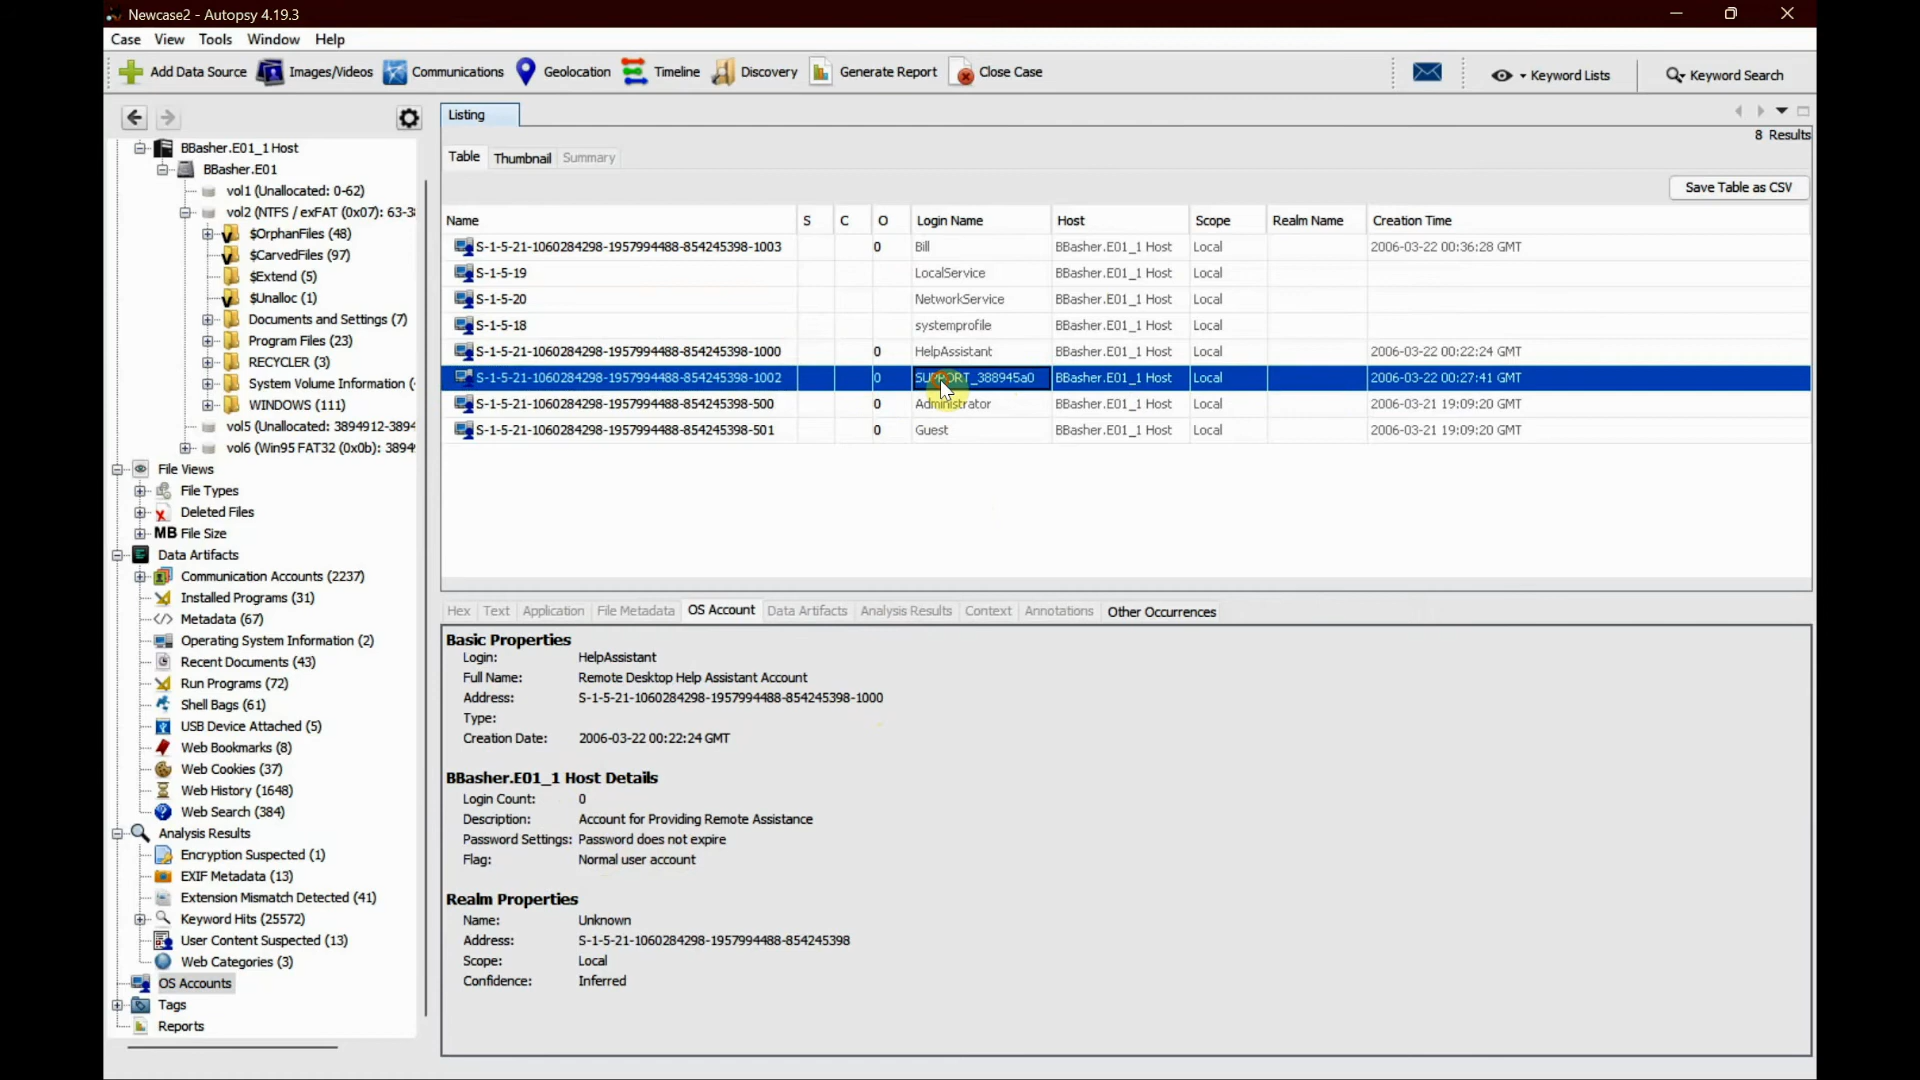 Newcase2 - Autopsy 4.19.3
Case View Tools Window Help
Add Data Source Images/Videos Communications Geolocation Timeline Discovery Generate Report Close Case Keyword Lists Keyword Search
Listing
8 Results
Table Thumbnail Summary
Save Table as CSV
Name S C O Login Name Host Scope Realm Name Creation Time
S-1-5-21-1060284298-1957994488-854245398-1003 0 Bill BBasher.E01_1 Host Local 2006-03-22 00:36:28 GMT
S-1-5-19 LocalService BBasher.E01_1 Host Local
S-1-5-20 NetworkService BBasher.E01_1 Host Local
S-1-5-18 systemprofile BBasher.E01_1 Host Local
S-1-5-21-1060284298-1957994488-854245398-1000 0 HelpAssistant BBasher.E01_1 Host Local 2006-03-22 00:22:24 GMT
S-1-5-21-1060284298-1957994488-854245398-1002 0 SUPPORT_388945a0 BBasher.E01_1 Host Local 2006-03-22 00:27:41 GMT
S-1-5-21-1060284298-1957994488-854245398-500 0 Administrator BBasher.E01_1 Host Local 2006-03-21 19:09:20 GMT
S-1-5-21-1060284298-1957994488-854245398-501 0 Guest BBasher.E01_1 Host Local 2006-03-21 19:09:20 GMT
BBasher.E01_1 Host
BBasher.E01
vol1 (Unallocated: 0-62)
vol2 (NTFS / exFAT (0x07): 63-38
$OrphanFiles (48)
$CarvedFiles (97)
$Extend (5)
$Unalloc (1)
Documents and Settings (7)
Program Files (23)
RECYCLER (3)
System Volume Information (
WINDOWS (111)
vol5 (Unallocated: 3894912-3894
vol6 (Win95 FAT32 (0x0b): 3894
File Views
File Types
Deleted Files
MB File Size
Data Artifacts
Communication Accounts (2237)
Installed Programs (31)
Metadata (67)
Operating System Information (2)
Recent Documents (43)
Run Programs (72)
Shell Bags (61)
USB Device Attached (5)
Web Bookmarks (8)
Web Cookies (37)
Web History (1648)
Web Search (384)
Analysis Results
Encryption Suspected (1)
EXIF Metadata (13)
Extension Mismatch Detected (41)
Keyword Hits (25572)
User Content Suspected (13)
Web Categories (3)
OS Accounts
Tags
Reports
Hex Text Application File Metadata OS Account Data Artifacts Analysis Results Context Annotations Other Occurrences
Basic Properties
Login: HelpAssistant
Full Name: Remote Desktop Help Assistant Account
Address: S-1-5-21-1060284298-1957994488-854245398-1000
Type:
Creation Date: 2006-03-22 00:22:24 GMT
BBasher.E01_1 Host Details
Login Count: 0
Description: Account for Providing Remote Assistance
Password Settings: Password does not expire
Flag: Normal user account
Realm Properties
Name: Unknown
Address: S-1-5-21-1060284298-1957994488-854245398
Scope: Local
Confidence: Inferred